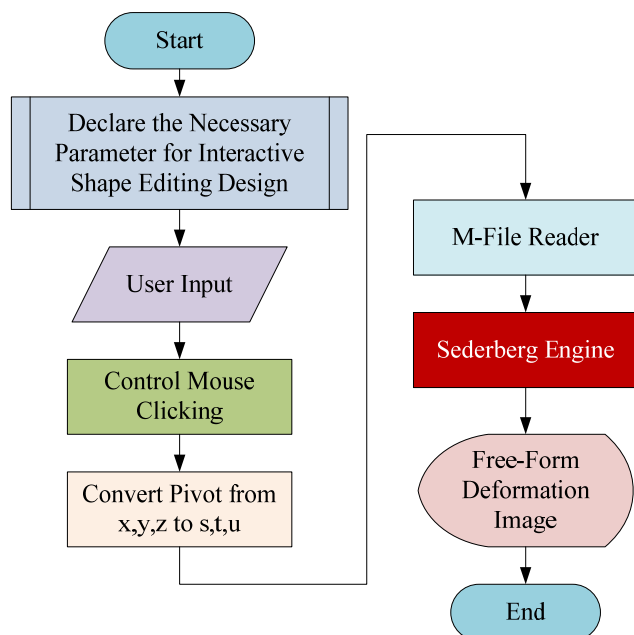 Start
Declare the Necessary
Parameter for Interactive
Shape Editing Design
User Input
Control Mouse
Clicking
Convert Pivot from
x,y,z to s,t,u
M-File Reader
Sederberg Engine
Free-Form
Deformation
Image
End